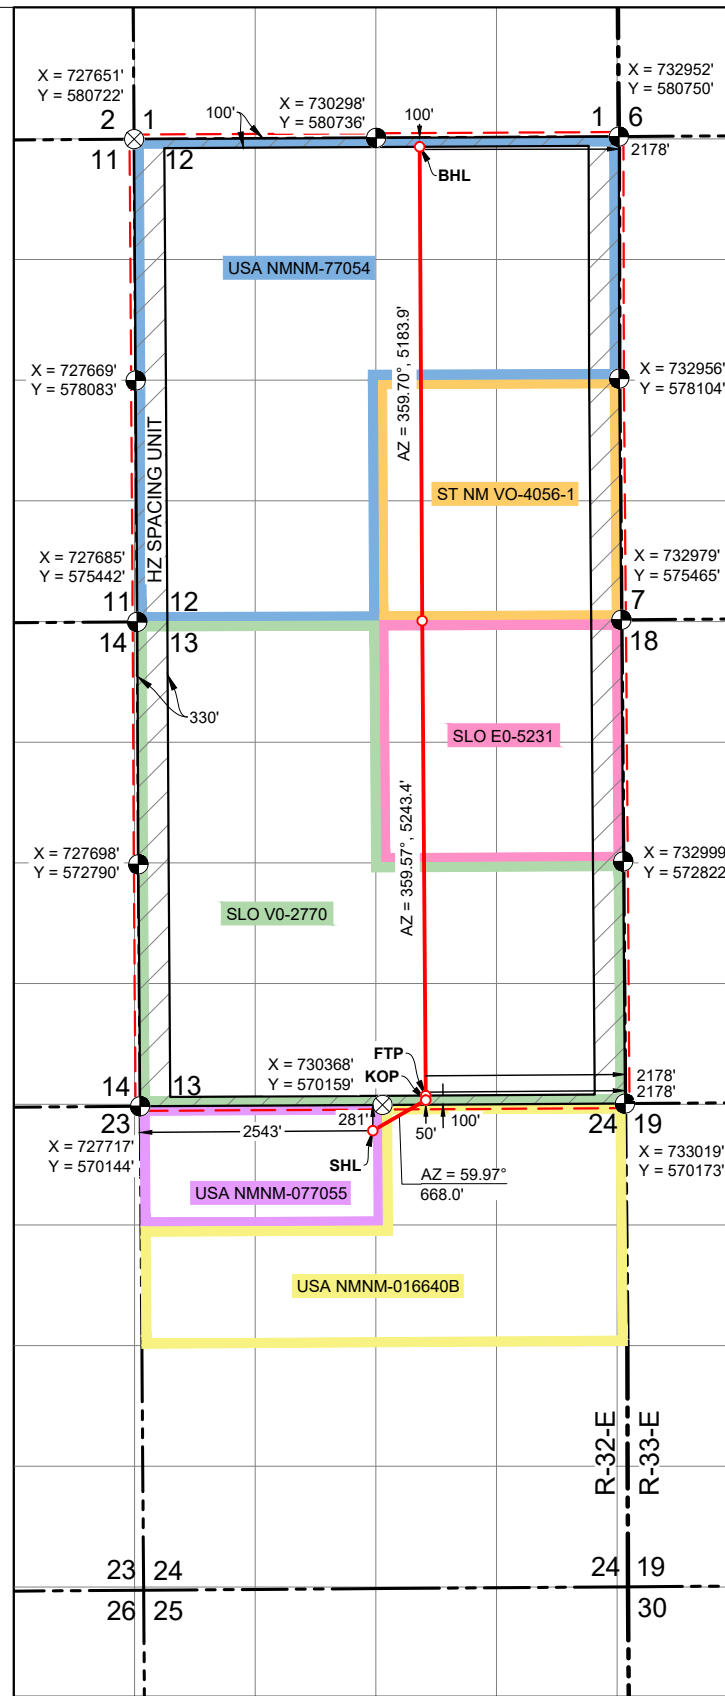 X = 727651'
Y = 580722'
X = 732952'
Y = 580750'
X = 730298'
Y = 580736'
100'
100'
2 1
11 12
1 6
2178'
BHL
USA NMNM-77054
AZ = 359.70°, 5183.9'
X = 727669'
Y = 578083'
X = 732956'
Y = 578104'
HZ SPACING UNIT
ST NM VO-4056-1
X = 727685'
Y = 575442'
X = 732979'
Y = 575465'
11 12
14 13
7
18
330'
SLO E0-5231
AZ = 359.57°, 5243.4'
X = 727698'
Y = 572790'
X = 732999'
Y = 572822'
SLO V0-2770
FTP
KOP
X = 730368'
Y = 570159'
2178'
2178'
14 13
23
24 19
281'
50'
100'
2543'
SHL
X = 727717'
Y = 570144'
X = 733019'
Y = 570173'
AZ = 59.97°
668.0'
USA NMNM-077055
USA NMNM-016640B
R-32-E
R-33-E
23 24
26 25
24 19
30